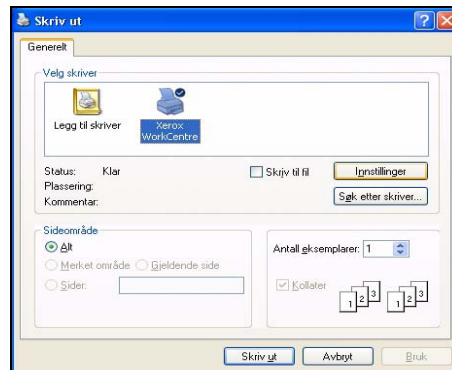 Skriv ut
Generelt
Velg skriver
Legg til skriver
Xerox
WorkCentre
Status: Klar
Plassering:
Kommentar:
Skriv til fil
Innstillinger
Søk etter skriver...
Sideområde
Alt
Merket område Gjeldende side
Sider:
Antall eksemplarer: 1
Kollater
1 2 3 1 2 3
Skriv ut Avbryt Bruk